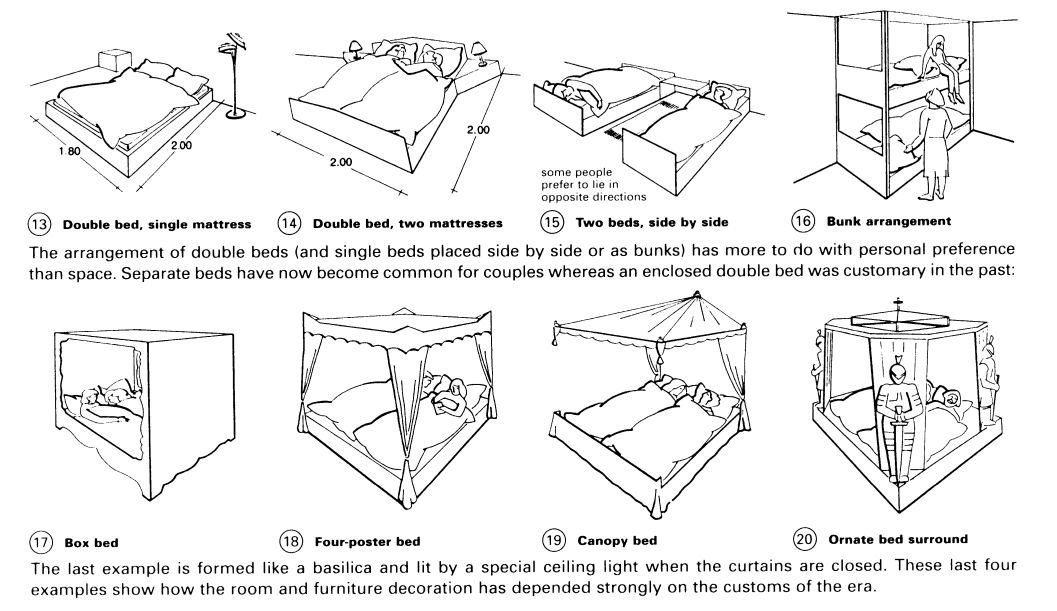 1.80
2.00
2.00
2.00
some people
prefer to lie in
opposite directions
13 Double bed, single mattress
14 Double bed, two mattresses
15 Two beds, side by side
16 Bunk arrangement
The arrangement of double beds (and single beds placed side by side or as bunks) has more to do with personal preference
than space. Separate beds have now become common for couples whereas an enclosed double bed was customary in the past:
17 Box bed
18 Four-poster bed
19 Canopy bed
20 Ornate bed surround
The last example is formed like a basilica and lit by a special ceiling light when the curtains are closed. These last four
examples show how the room and furniture decoration has depended strongly on the customs of the era.